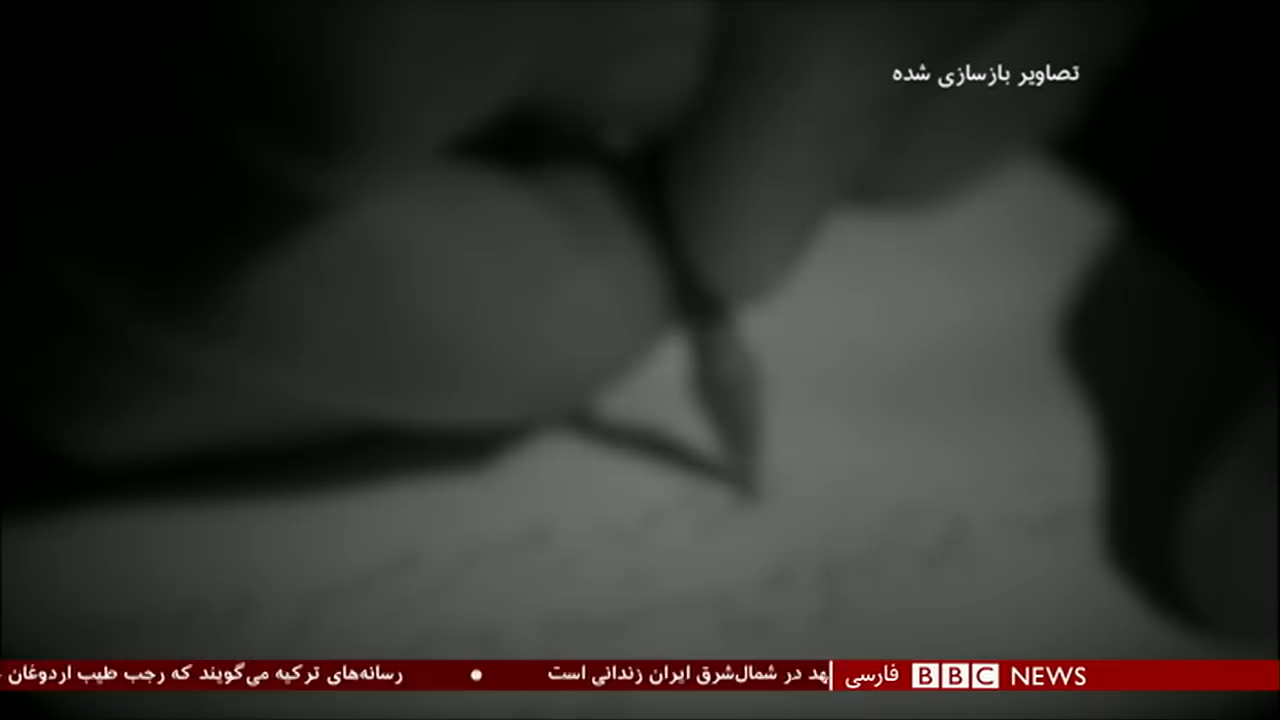 تصاویر بازسازی شده
فارسی BBC NEWS
در شمال‌شرق ایران زندانی است • رسانه‌های ترکیه می‌گویند که رجب طیب اردوغان